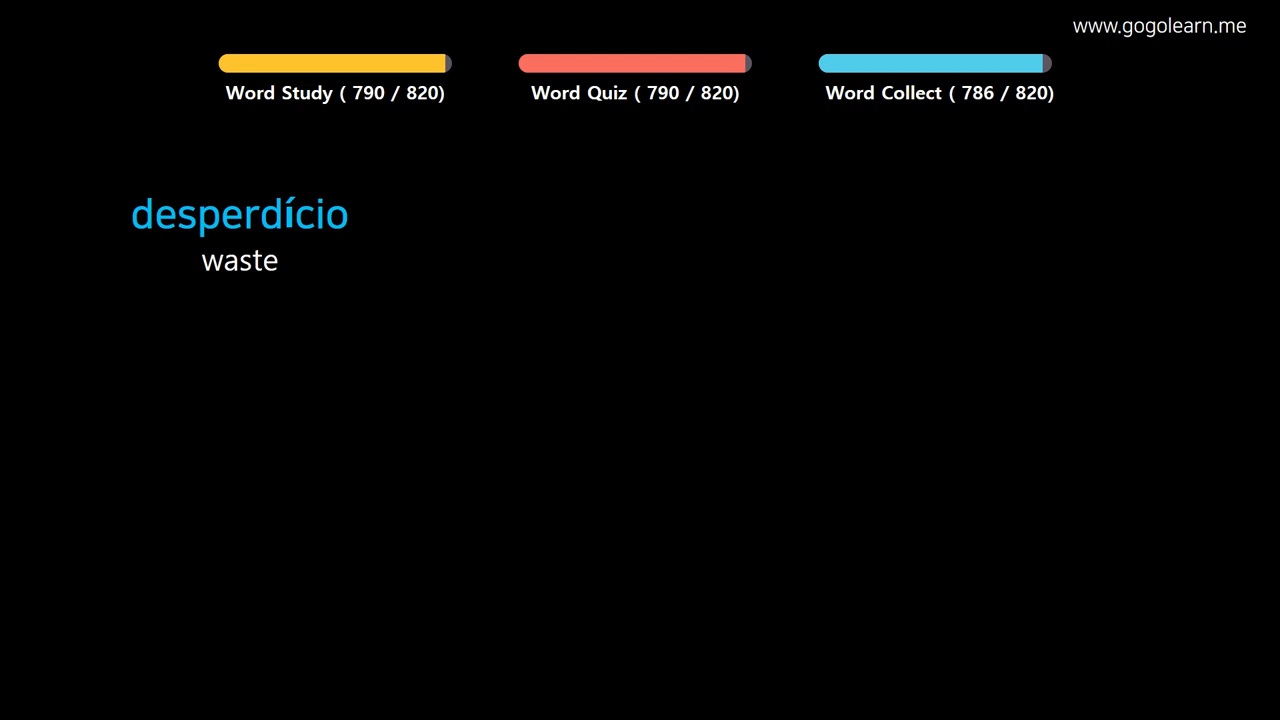 www.gogolearn.me
Word Study ( 790 / 820)
Word Quiz ( 790 / 820)
Word Collect ( 786 / 820)
desperdício
waste